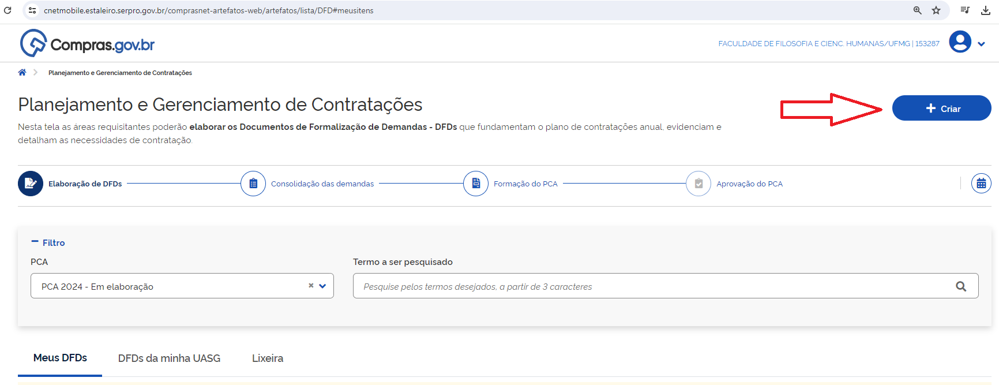 cnetmobile.estaleiro.serpro.gov.br/comprasnet-artefatos-web/artefatos/lista/DFD#meusitens
Compras.gov.br
FACULDADE DE FILOSOFIA E CIENC. HUMANAS/UFMG | 153287
Planejamento e Gerenciamento de Contratações
Planejamento e Gerenciamento de Contratações
Criar
Nesta tela as áreas requisitantes poderão elaborar os Documentos de Formalização de Demandas - DFDs que fundamentam o plano de contratações anual, evidenciam e
detalham as necessidades de contratação.
Elaboração de DFDs
Consolidação das demandas
Formação do PCA
Aprovação do PCA
Filtro
PCA
Termo a ser pesquisado
PCA 2024 - Em elaboração
Pesquise pelos termos desejados, a partir de 3 caracteres
Meus DFDs
DFDs da minha UASG
Lixeira